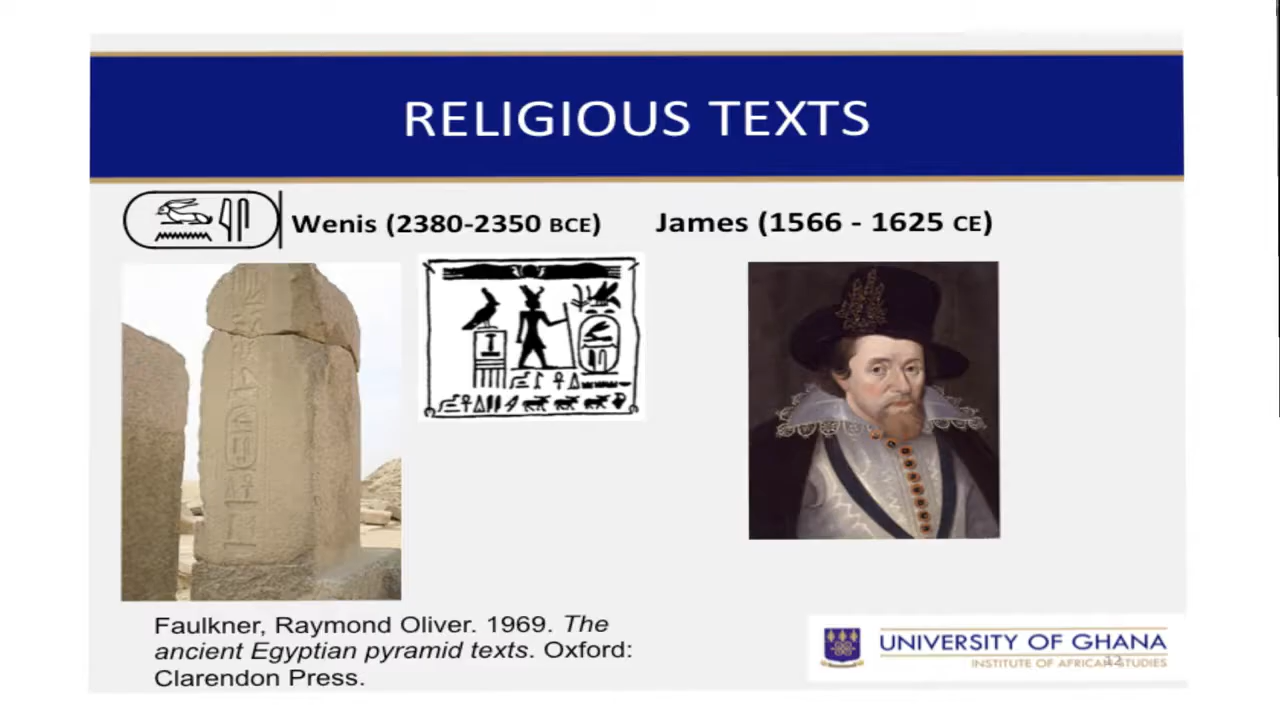 RELIGIOUS TEXTS
Wenis (2380-2350 BCE)
James (1566 - 1625 CE)
Faulkner, Raymond Oliver. 1969. The
ancient Egyptian pyramid texts. Oxford:
Clarendon Press.
UNIVERSITY OF GHANA
INSTITUTE OF AFRICAN STUDIES
12